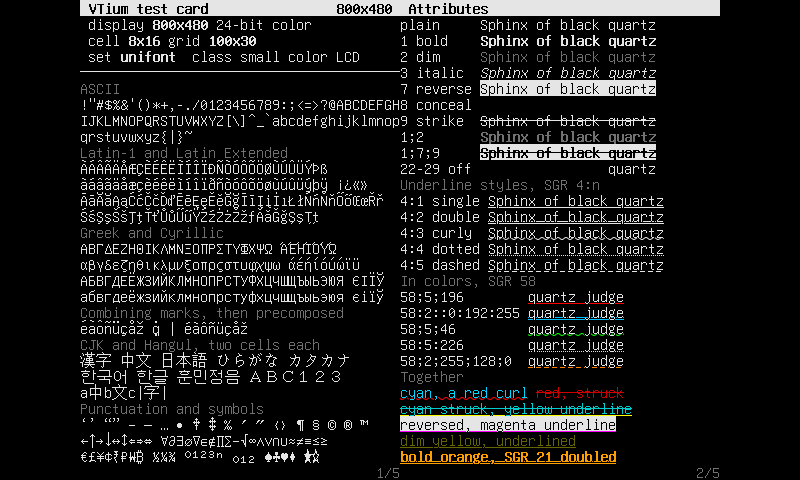 VTium test card 800x480
display 800x480 24-bit color
cell 8x16 grid 100x30
set unifont class small color LCD
ASCII
!"#$%&'()*+,-./0123456789:;<=>?@ABCDEFGH
IJKLMNOPQRSTUVWXYZ[\]^_`abcdefghijklmnop
qrstuvwxyz{|}~
Latin-1 and Latin Extended
ÀÁÂÃÄÅÆÇÈÉÊËÌÍÎÏÐÑÒÓÔÕÖØÙÚÛÜÝÞß
àáâãäåæçèéêëìíîïðñòóôõöøùúûüýþÿ ¡¿«»
Greek and Cyrillic
ΑΒΓΔΕΖΗΘΙΚΛΜΝΞΟΠΡΣΤΥΦΧΨΩ ΆΈΉΊΌΎΏ
αβγδεζηθικλμνξοπρςστυφχψω άέήίόύώϊϋ
АБВГДЕЁЖЗИЙКЛМНОПРСТУФХЦЧШЩЪЫЬЭЮЯ ЄІЇЎ
абвгдеёжзийклмнопрстуфхцчшщъыьэюя єіїў
Combining marks, then precomposed
CJK and Hangul, two cells each
漢字 中文 日本語 ひらがな カタカナ
한국어 한글 훈민정음 ＡＢＣ１２３
a中b文c|字|
Punctuation and symbols
1/5
Attributes
plain Sphinx of black quartz
1 bold Sphinx of black quartz
2 dim Sphinx of black quartz
3 italic Sphinx of black quartz
7 reverse Sphinx of black quartz
8 conceal
9 strike Sphinx of black quartz
1;2 Sphinx of black quartz
1;7;9 Sphinx of black quartz
22-29 off quartz
Underline styles, SGR 4:n
4:1 single Sphinx of black quartz
4:2 double Sphinx of black quartz
4:3 curly Sphinx of black quartz
4:4 dotted Sphinx of black quartz
4:5 dashed Sphinx of black quartz
In colors, SGR 58
58;5;196 quartz judge
58:2::0:192:255 quartz judge
58;5;46 quartz judge
58:5:226 quartz judge
58;2;255;128;0 quartz judge
Together
cyan, a red curl red, struck
cyan struck, yellow underline
reversed, magenta underline
dim yellow, underlined
bold orange, SGR 21 doubled
2/5